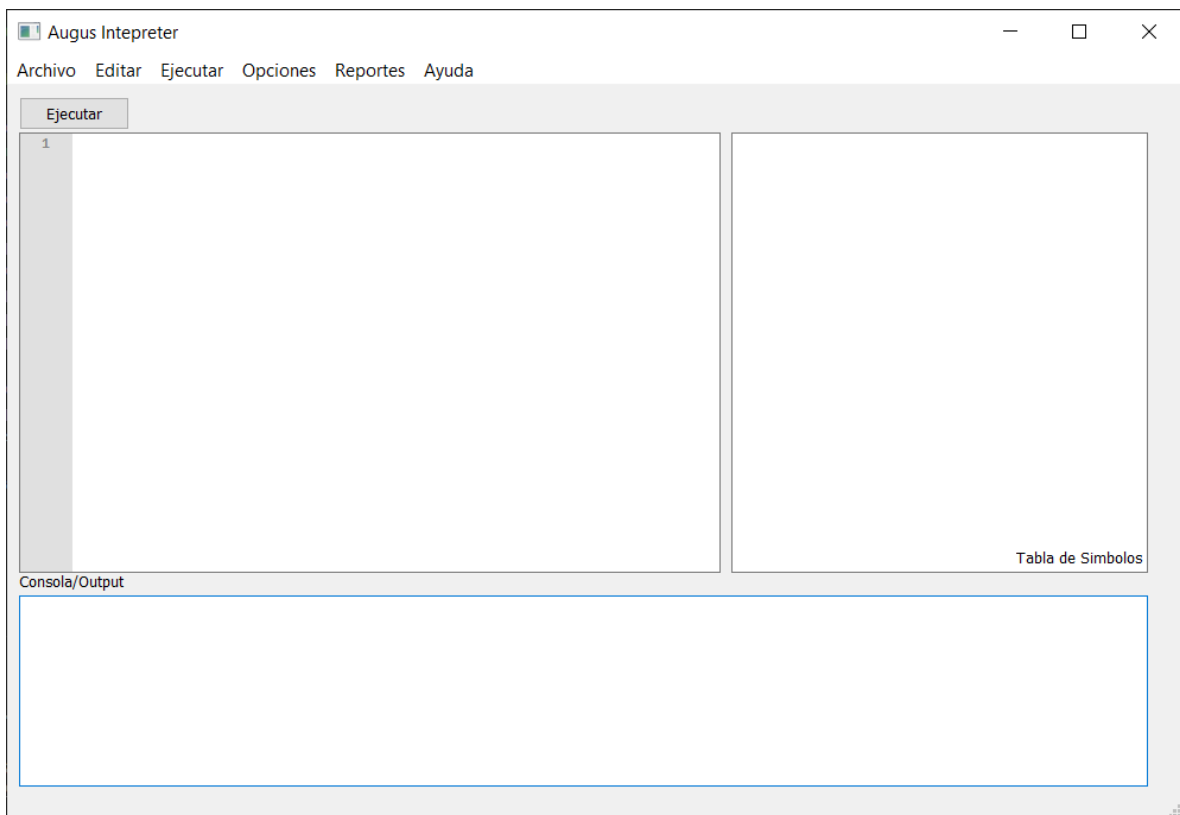 Augus Intepreter
Archivo Editar Ejecutar Opciones Reportes Ayuda
Ejecutar
1
Tabla de Simbolos
Consola/Output